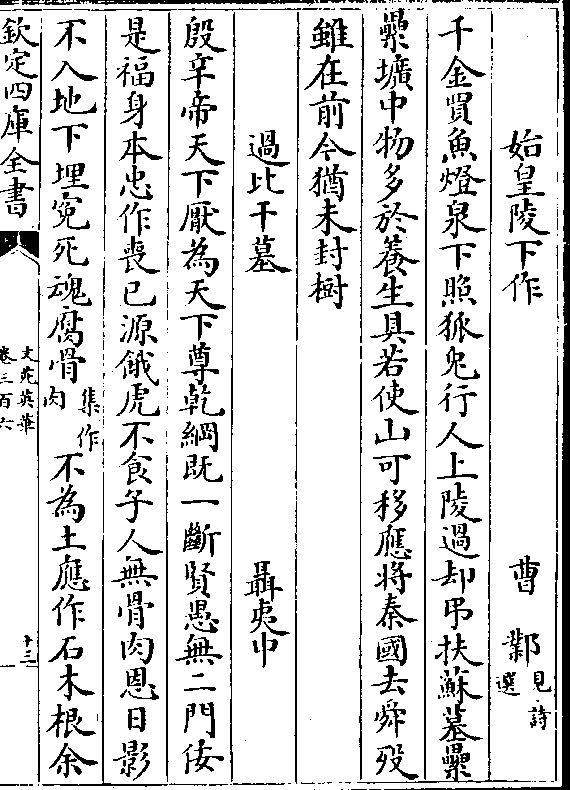 始皇陵下作 曹鄴見詩選
千金買魚燈泉下照狐兔行人上陵過却弔扶蘇墓纍
纍壙中物多於養生具若使山可移應將秦國去舜殁
雖在前今猶未封樹
過比干墓 聶夷中
殷辛帝天下厭為天下尊乾綱既一斷賢愚無二門佞
是福身本忠作喪已源餓虎不食子人無骨肉恩日影
不入地下埋寃死魂腐骨集作肉不為土應作石木根余
欽定四庫全書
文苑英華
卷三百六
十三